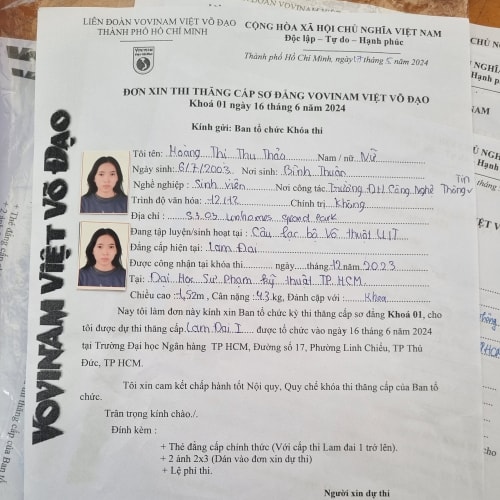 LIÊN ĐOÀN VOVINAM VIỆT VÕ ĐẠO
THÀNH PHỐ HỒ CHÍ MINH
CỘNG HÒA XÃ HỘI CHỦ NGHĨA VIỆT NAM
Độc lập – Tự do – Hạnh phúc
Thành phố Hồ Chí Minh, ngày 17 tháng 5 năm 2024
ĐƠN XIN THI THĂNG CẤP SƠ ĐẲNG VOVINAM VIỆT VÕ ĐẠO
Khoá 01 ngày 16 tháng 6 năm 2024
Kính gửi: Ban tổ chức Khóa thi
VOVINAM VIỆT VÕ ĐẠO
Tôi tên: Hoàng Thị Thu Thảo Nam / nữ Nữ
Ngày sinh: 6/7/2003 Nơi sinh: Bình Thuận
Nghề nghiệp: Sinh viên Nơi công tác Trường ĐH Công Nghệ Thông Tin
Trình độ văn hóa: 12/12 Chính trị Không
Địa chỉ: S3.05 vinhomes grand Park
Đang tập luyện/sinh hoạt tại: Câu lạc bộ Võ thuật UIT
Đẳng cấp hiện tại: Lam Đai
Được công nhận tại khóa thi ngày tháng 12 năm 2023
Tại: Đại Học Sư phạm kỹ thuật TP.HCM
Chiều cao: 1,52m, Cân nặng: 43 kg, Đánh cặp với: Khoa
Nay tôi làm đơn này kính xin Ban tổ chức kỳ thi thăng cấp sơ đẳng Khoá 01, cho
tôi được dự thi thăng cấp Lam Đai I được tổ chức vào ngày 16 tháng 6 năm 2024
tại Trường Đại học Ngân hàng TP HCM, Đường số 17, Phường Linh Chiểu, TP Thủ
Đức, TP HCM.
Tôi xin cam kết chấp hành tốt Nội quy, Quy chế khóa thi thăng cấp của Ban tổ
chức.
Trân trọng kính chào./.
Đính kèm:
+ Thẻ đẳng cấp chính thức (Với cấp thi Lam đai 1 trở lên).
+ 2 ảnh 2x3 (Dán vào đơn xin dự thi)
+ Lệ phí thi.
Người xin dự thi